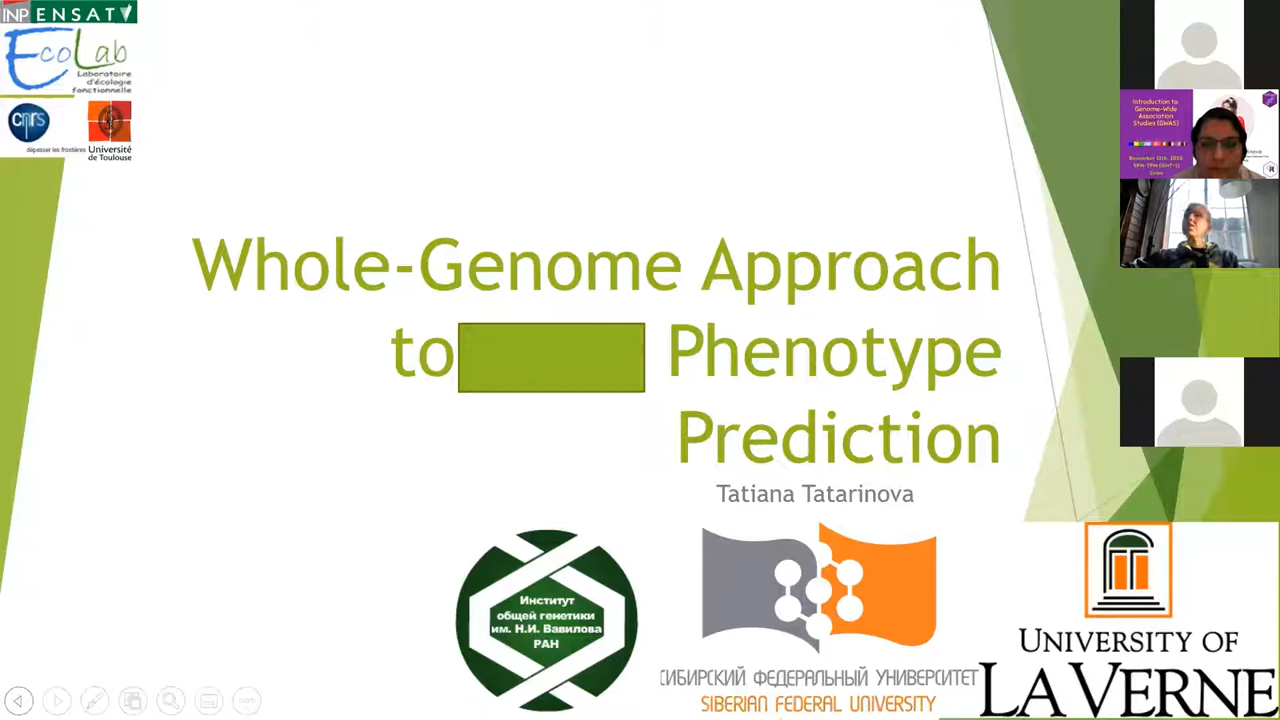 INP ENSAT
EcoLab
Laboratoire
d'écologie
fonctionnelle
cnrs
dépasser les frontières
Université
de Toulouse
Introduction to
Genome-Wide
Association
Studies (GWAS)
Whole-Genome Approach
to Phenotype
Prediction
Tatiana Tatarinova
Институт
общей генетики
им. Н.И. Вавилова
РАН
СИБИРСКИЙ ФЕДЕРАЛЬНЫЙ УНИВЕРСИТЕТ
SIBERIAN FEDERAL UNIVERSITY
UNIVERSITY OF
LA VERNE